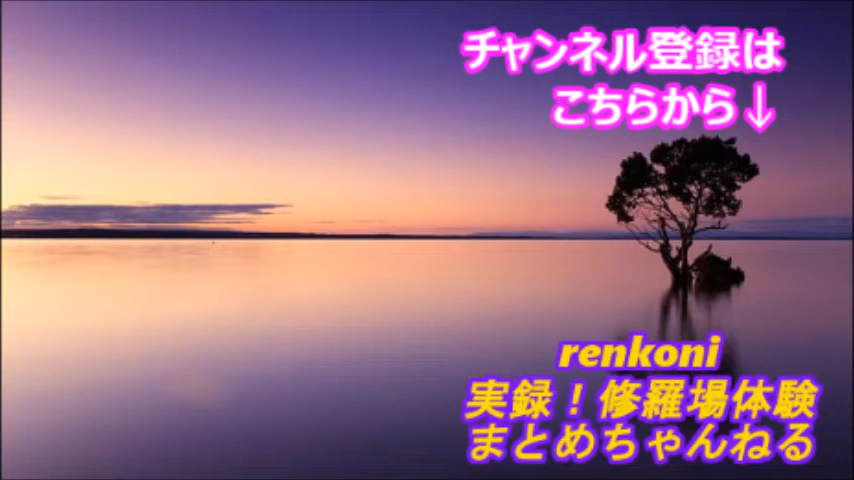 チャンネル登録は
こちらから↓
renkoni
実録！修羅場体験
まとめちゃんねる